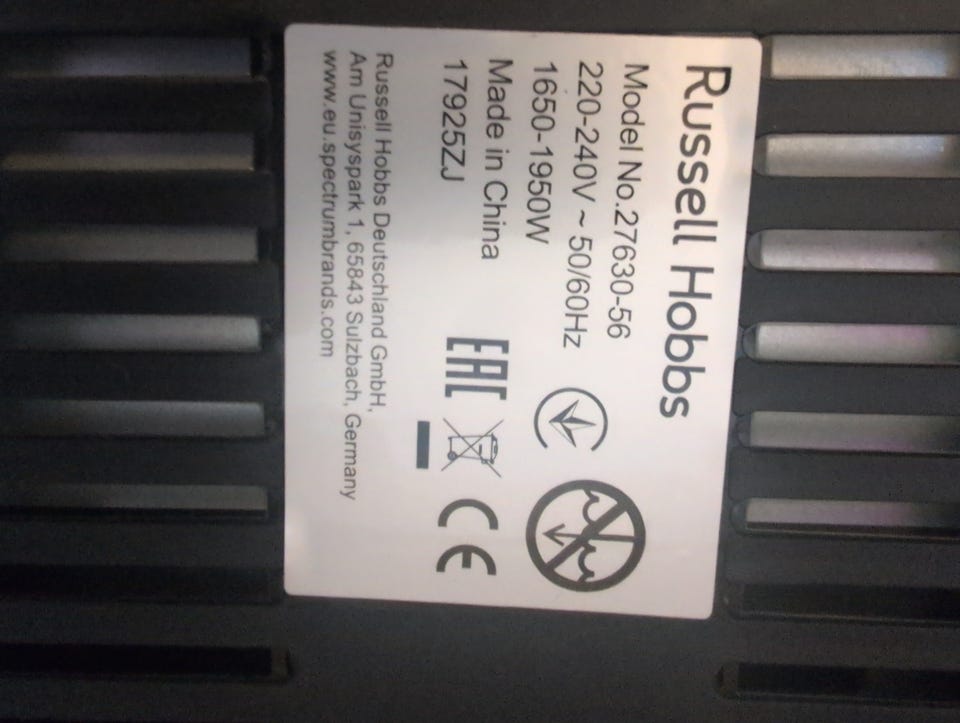 Russell Hobbs
Model No.27630-56
220-240V ~ 50/60Hz
1650-1950W
Made in China
17925ZJ
EAC
CE
Russell Hobbs Deutschland GmbH,
Am Unisyspark 1, 65843 Sulzbach, Germany
www.eu.spectrumbrands.com